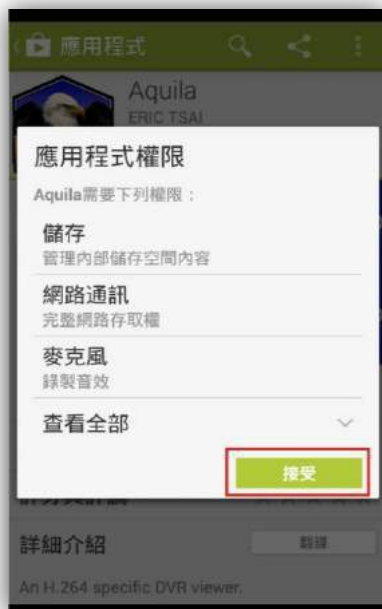 應用程式
Aquila
ERIC TSAI
應用程式權限
Aquila需要下列權限：
儲存
管理內部儲存空間內容
網路通訊
完整網路存取權
麥克風
錄製音效
查看全部
接受
詳細介紹
翻譯
An H.264 specific DVR viewer.